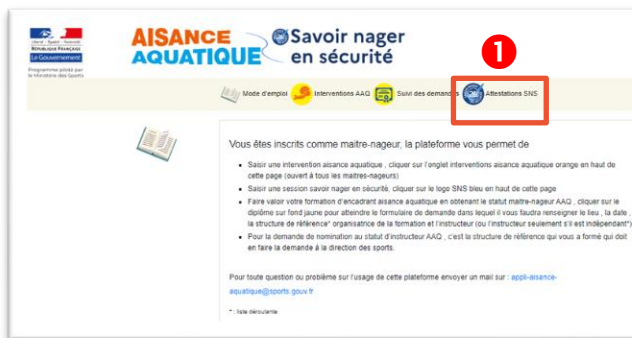 Liberté • Égalité • Fraternité
RÉPUBLIQUE FRANÇAISE
Le Gouvernement
Programme piloté par
le Ministère des Sports
AISANCE
AQUATIQUE
Savoir nager
en sécurité
1
Mode d'emploi
Interventions AAQ
Suivi des demandes
Attestations SNS
Vous êtes inscrits comme maitre-nageur, la plateforme vous permet de
• Saisir une intervention aisance aquatique , cliquer sur l'onglet interventions aisance aquatique orange en haut de
cette page (ouvert à tous les maitres-nageurs)
• Saisir une session savoir nager en sécurité, cliquer sur le logo SNS bleu en haut de cette page
• Faire valoir votre formation d'encadrant aisance aquatique en obtenant le statut maitre-nageur AAQ , cliquer sur le
diplôme sur fond jaune pour atteindre le formulaire de demande dans lequel il vous faudra renseigner le lieu , la date ,
la structure de référence* organisatrice de la formation et l'instructeur (ou l'instructeur seulement s'il est indépendant*)
• Pour la demande de nomination au statut d'instructeur AAQ , c'est la structure de référence qui vous a formé qui doit
en faire la demande à la direction des sports.
Pour toute question ou problème sur l'usage de cette plateforme envoyer un mail sur : appli-aisance-
aquatique@sports.gouv.fr
* : liste déroulante